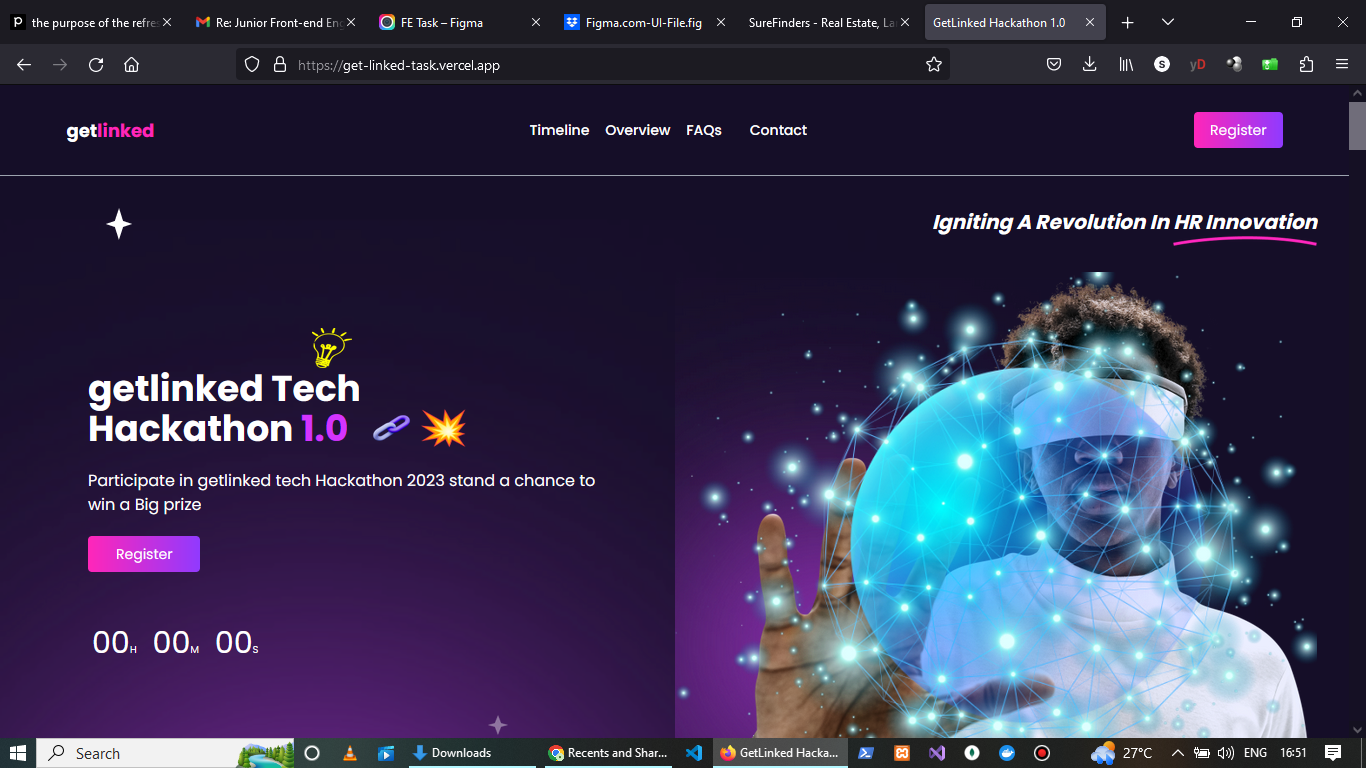 the purpose of the refres
Re: Junior Front-end Eng
FE Task – Figma
Figma.com-UI-File.fig
SureFinders - Real Estate, La
GetLinked Hackathon 1.0
https://get-linked-task.vercel.app
S
yD
getlinked
Timeline Overview FAQs Contact
Register
Igniting A Revolution In HR Innovation
getlinked Tech
Hackathon 1.0
Participate in getlinked tech Hackathon 2023 stand a chance to
win a Big prize
Register
00H 00M 00S
Search
Downloads
Recents and Shar...
GetLinked Hacka...
27°C
ENG
16:51